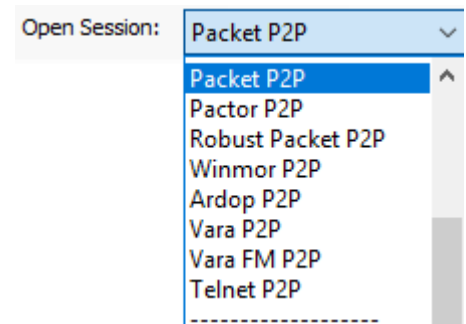 Open Session: Packet P2P
Packet P2P
Pactor P2P
Robust Packet P2P
Winmor P2P
Ardop P2P
Vara P2P
Vara FM P2P
Telnet P2P
-------------------